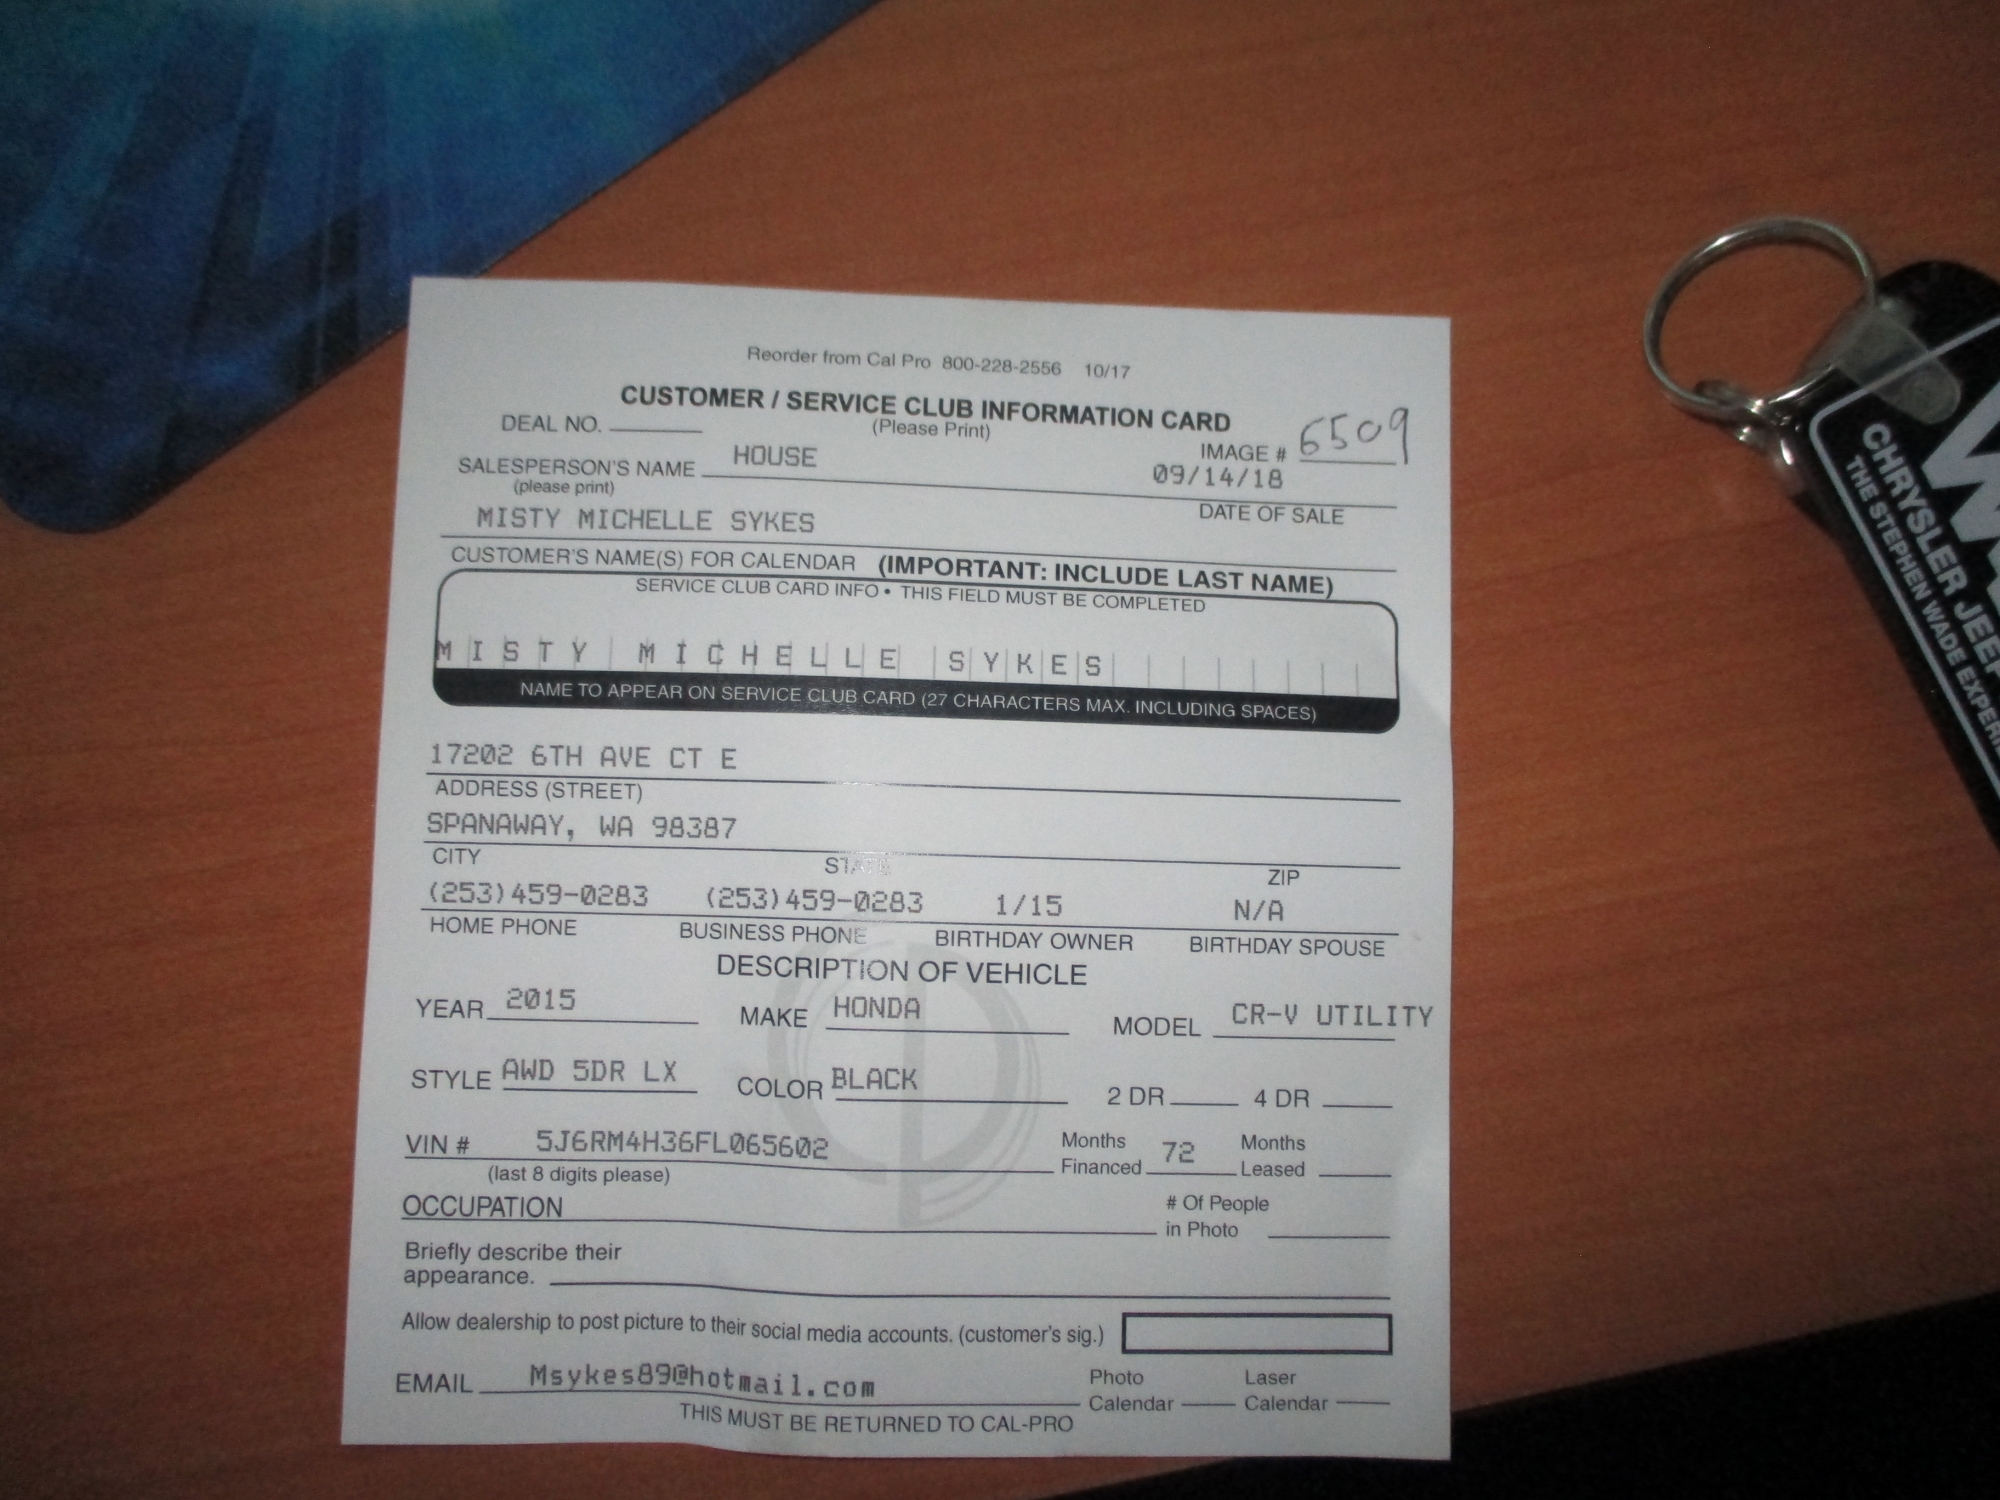 Reorder from Cal Pro 800-228-2556 10/17
CUSTOMER / SERVICE CLUB INFORMATION CARD
(Please Print)
DEAL NO.
IMAGE # 6509
SALESPERSON'S NAME HOUSE 09/14/18
(please print) DATE OF SALE
MISTY MICHELLE SYKES
CUSTOMER'S NAME(S) FOR CALENDAR (IMPORTANT: INCLUDE LAST NAME)
SERVICE CLUB CARD INFO • THIS FIELD MUST BE COMPLETED
MISTY MICHELLE SYKES
NAME TO APPEAR ON SERVICE CLUB CARD (27 CHARACTERS MAX. INCLUDING SPACES)
17202 6TH AVE CT E
ADDRESS (STREET)
SPANAWAY, WA 98387
CITY STATE ZIP
(253)459-0283 (253)459-0283 1/15 N/A
HOME PHONE BUSINESS PHONE BIRTHDAY OWNER BIRTHDAY SPOUSE
DESCRIPTION OF VEHICLE
YEAR 2015 MAKE HONDA MODEL CR-V UTILITY
STYLE AWD 5DR LX COLOR BLACK 2 DR 4 DR
VIN # 5J6RM4H36FL065602 Months Financed 72 Months Leased
(last 8 digits please)
OCCUPATION # Of People in Photo
Briefly describe their
appearance.
Allow dealership to post picture to their social media accounts. (customer's sig.)
EMAIL Msykes89@hotmail.com Photo Calendar Laser Calendar
THIS MUST BE RETURNED TO CAL-PRO
CHRYSLER JEEP
THE STEPHEN WADE